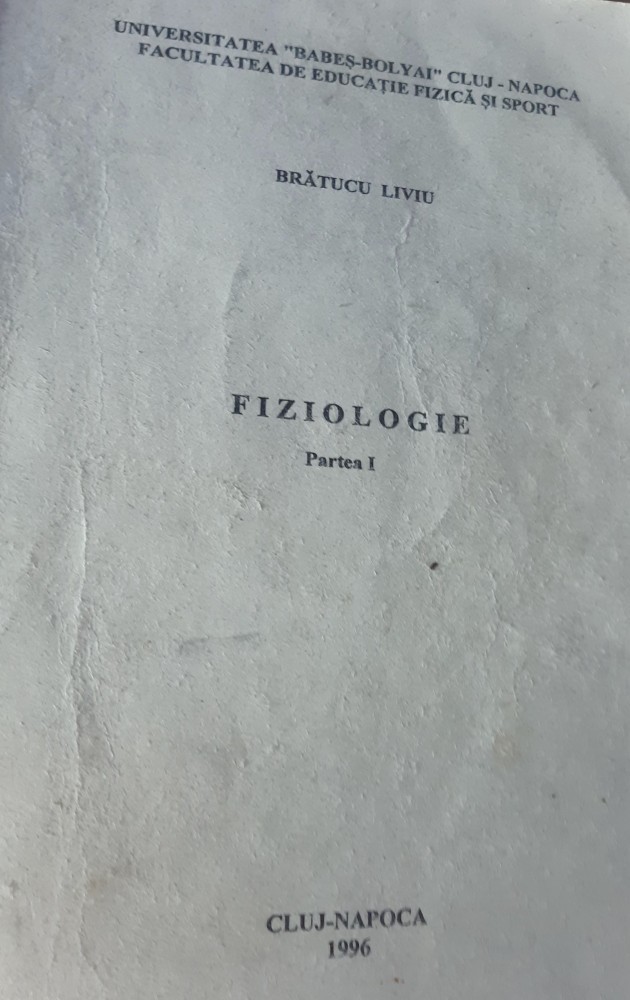 UNIVERSITATEA "BABEŞ-BOLYAI" CLUJ - NAPOCA
FACULTATEA DE EDUCAŢIE FIZICĂ ŞI SPORT
BRĂTUCU LIVIU
FIZIOLOGIE
Partea I
CLUJ-NAPOCA
1996